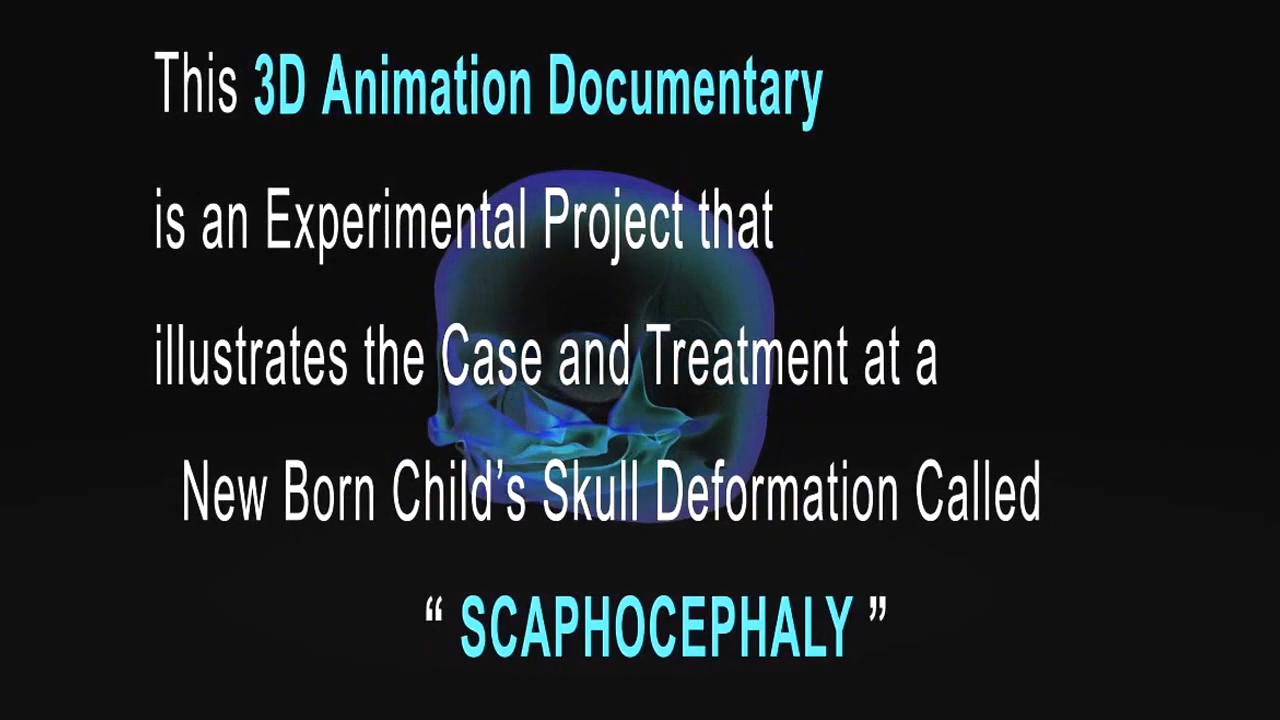 This 3D Animation Documentary
is an Experimental Project that
illustrates the Case and Treatment at a
New Born Child’s Skull Deformation Called
“ SCAPHOCEPHALY ”